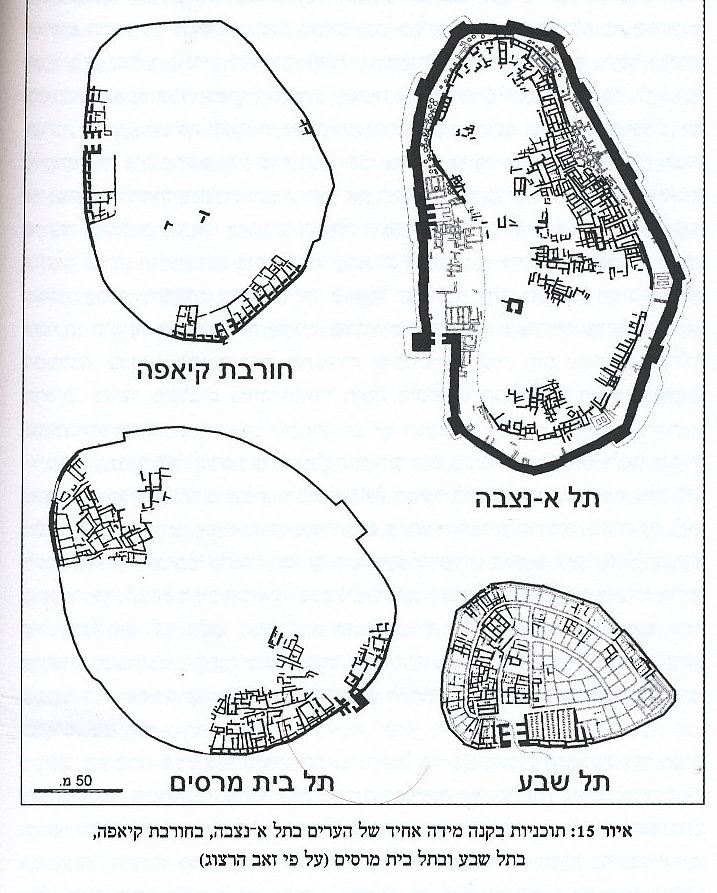 חורבת קיאפה
תל א-נצבה
תל בית מרסים
תל שבע
50 מ.
איור 15: תוכניות בקנה מידה אחיד של הערים בתל א-נצבה, בחורבת קיאפה,
בתל שבע ובתל בית מרסים (על פי זאב הרצוג)